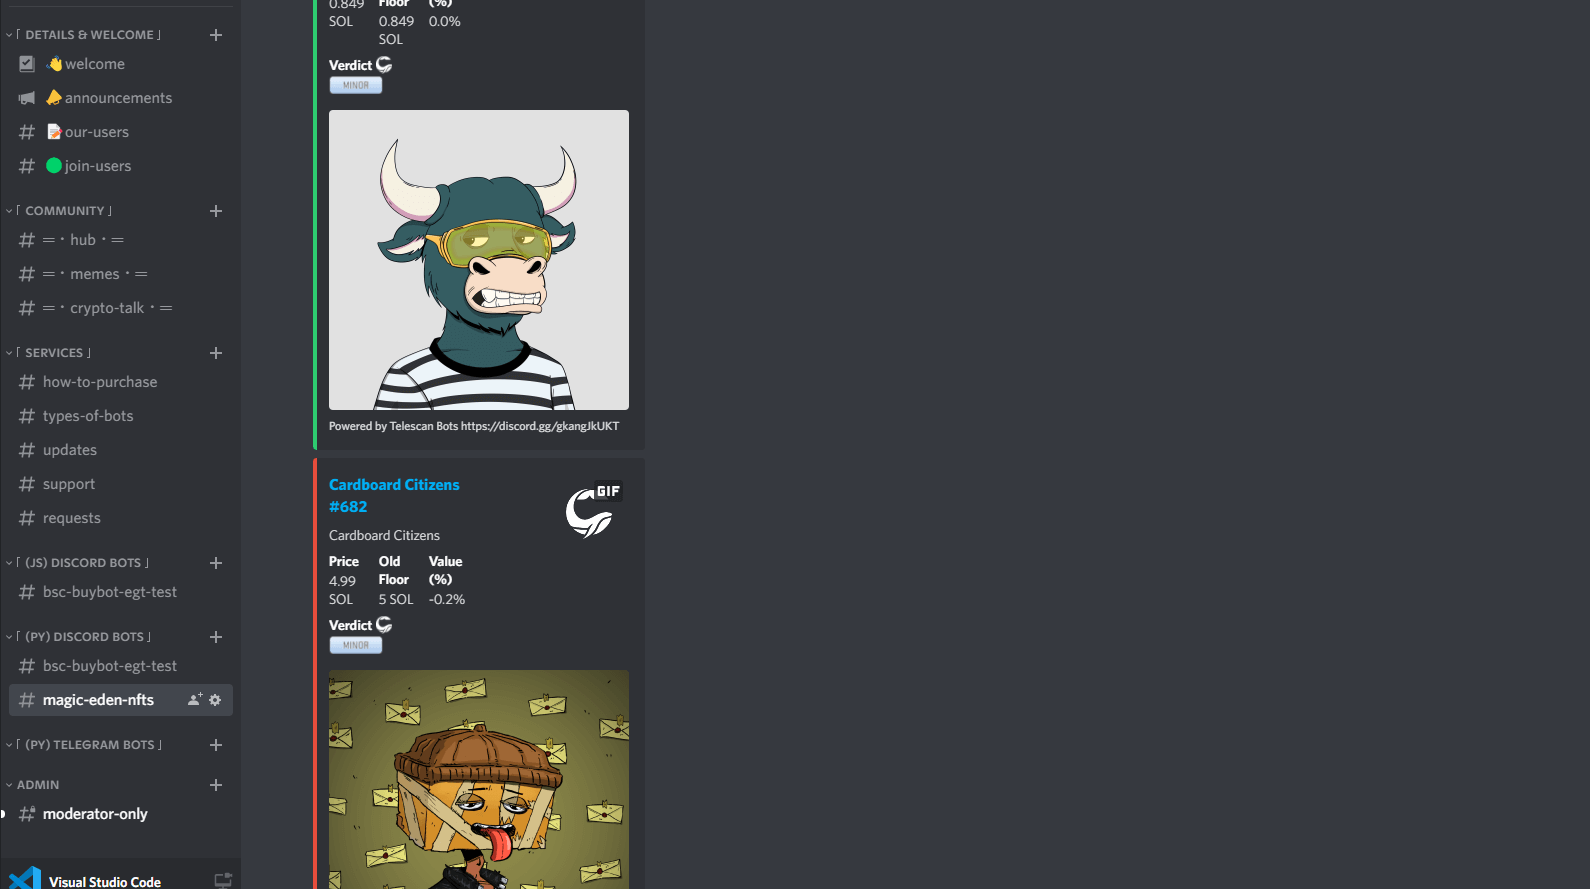 「 DETAILS & WELCOME 」
welcome
announcements
our-users
join-users
「 COMMUNITY 」
═・hub・═
═・memes・═
═・crypto-talk・═
「 SERVICES 」
how-to-purchase
types-of-bots
updates
support
requests
「 (JS) DISCORD BOTS 」
bsc-buybot-egt-test
「 (PY) DISCORD BOTS 」
bsc-buybot-egt-test
magic-eden-nfts
「 (PY) TELEGRAM BOTS 」
ADMIN
moderator-only
Visual Studio Code
0.849 Floor (%)
SOL 0.849 0.0%
SOL
Verdict
MINOR
Powered by Telescan Bots https://discord.gg/gkangJkUKT
Cardboard Citizens
#682
GIF
Cardboard Citizens
Price Old Value
Floor (%)
4.99
SOL 5 SOL -0.2%
Verdict
MINOR